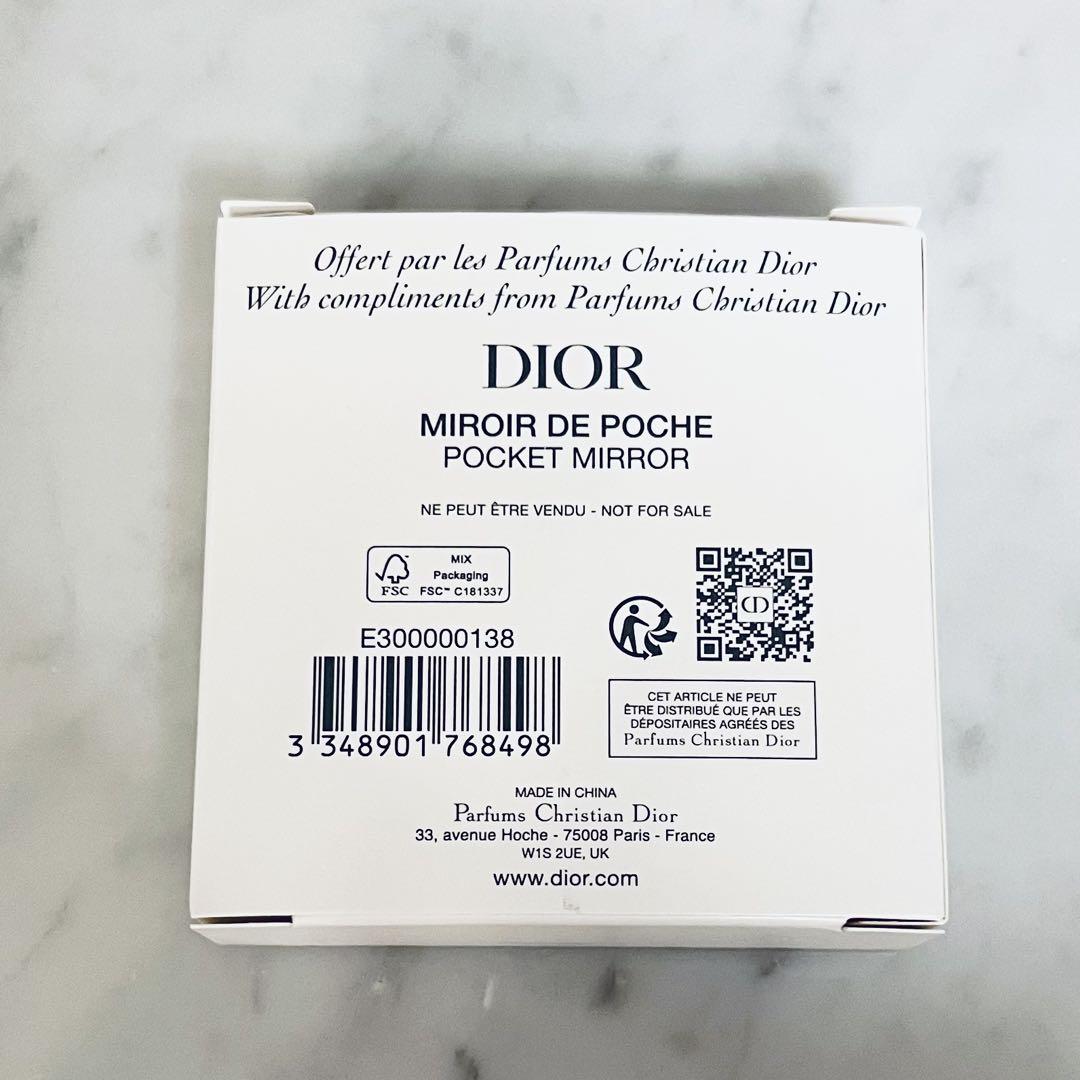 Offert par les Parfums Christian Dior
With compliments from Parfums Christian Dior
DIOR
MIROIR DE POCHE
POCKET MIRROR
NE PEUT ÊTRE VENDU - NOT FOR SALE
MIX
Packaging
FSC
FSC™ C181337
CD
E300000138
3 348901 768498
CET ARTICLE NE PEUT
ÊTRE DISTRIBUÉ QUE PAR LES
DÉPOSITAIRES AGRÉÉS DES
Parfums Christian Dior
MADE IN CHINA
Parfums Christian Dior
33, avenue Hoche - 75008 Paris - France
W1S 2UE, UK
www.dior.com